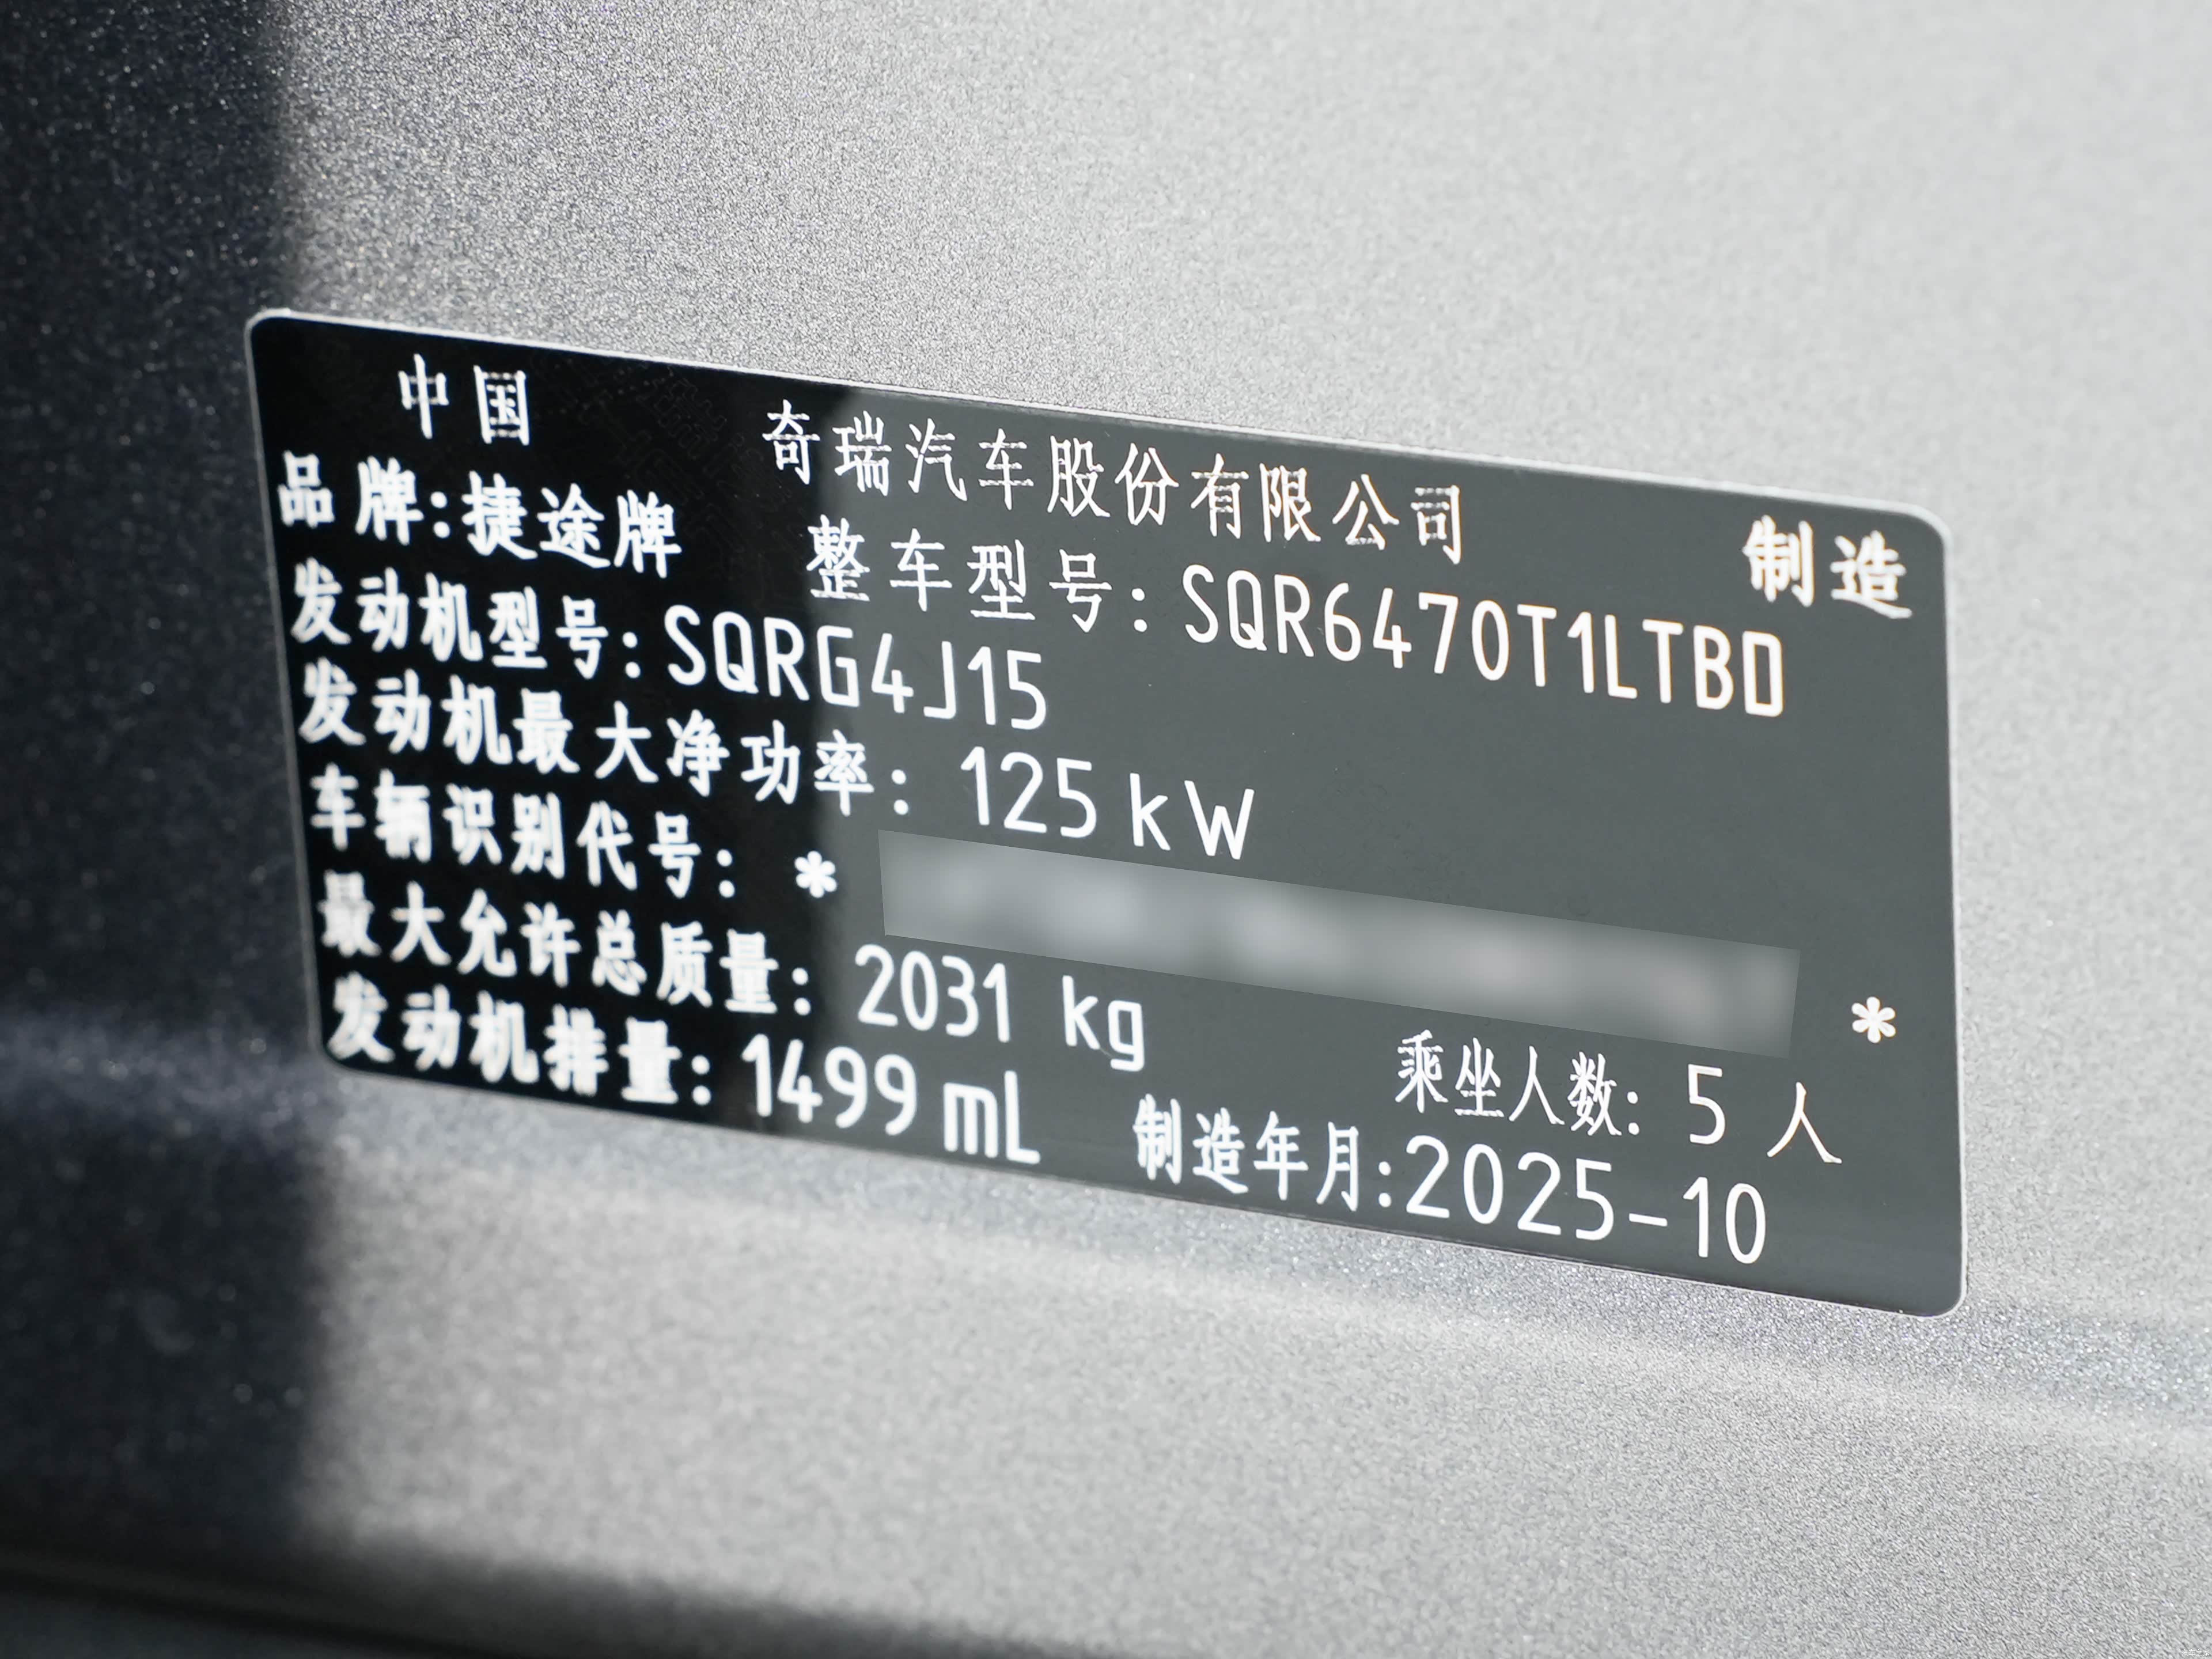 中国 奇瑞汽车股份有限公司 制造
品牌:捷途牌 整车型号:SQR6470T1LTBD
发动机型号:SQRG4J15
发动机最大净功率: 125 kW
车辆识别代号: * *
最大允许总质量: 2031 kg 乘坐人数: 5 人
发动机排量: 1499 mL 制造年月:2025-10